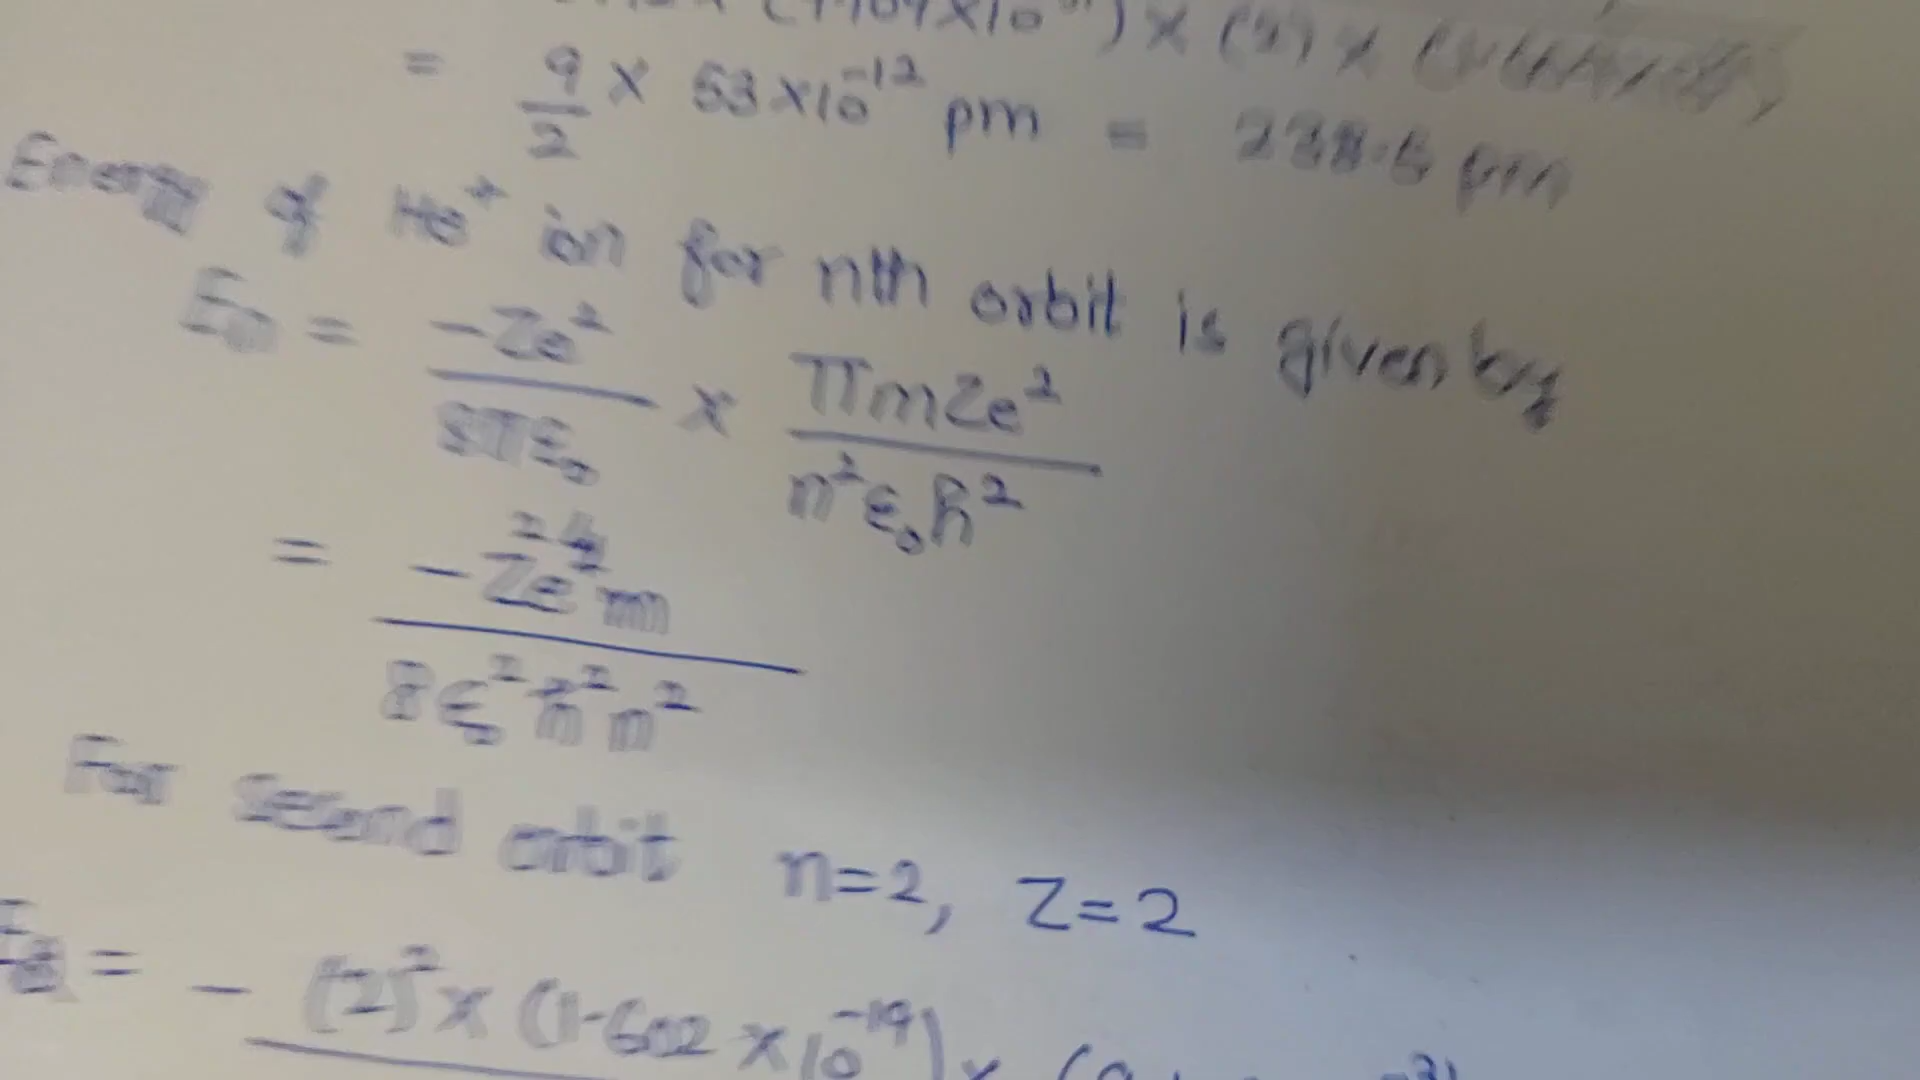 × (2) ×
= 9/2 × 53×10⁻¹² pm = 238.5 pm
Energy of He⁺ ion for nth orbit is given by
Eₙ = -Ze²/8πε₀ × πmZe²/n²ε₀h²
= -Z²e⁴m/8ε₀²h²n²
For second orbit n=2, Z=2
= - (2)² × (1.602 ×10⁻¹⁹) ×